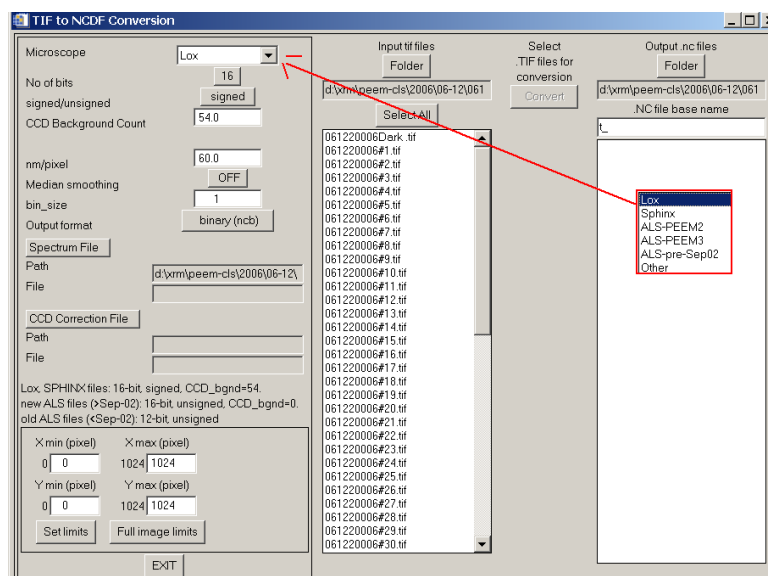 TIF to NCDF Conversion
Microscope
Lox
No of bits
16
signed/unsigned
signed
CCD Background Count
54.0
nm/pixel
60.0
Median smoothing
OFF
bin_size
1
Output format
binary (ncb)
Spectrum File
Path
d:\xrm\peem-cls\2006\06-12\
File
CCD Correction File
Path
File
Lox, SPHINX files: 16-bit, signed, CCD_bgnd=54.
new ALS files (>Sep-02): 16-bit, unsigned, CCD_bgnd=0.
old ALS files (<Sep-02): 12-bit, unsigned
X min (pixel)
X max (pixel)
0
0
1024
1024
Y min (pixel)
Y max (pixel)
0
0
1024
1024
Set limits
Full image limits
EXIT
Input tif files
Folder
d:\xrm\peem-cls\2006\06-12\061
Select All
061220006Dark .tif
061220006#1.tif
061220006#2.tif
061220006#3.tif
061220006#4.tif
061220006#5.tif
061220006#6.tif
061220006#7.tif
061220006#8.tif
061220006#9.tif
061220006#10.tif
061220006#11.tif
061220006#12.tif
061220006#13.tif
061220006#14.tif
061220006#15.tif
061220006#16.tif
061220006#17.tif
061220006#18.tif
061220006#19.tif
061220006#20.tif
061220006#21.tif
061220006#22.tif
061220006#23.tif
061220006#24.tif
061220006#25.tif
061220006#26.tif
061220006#27.tif
061220006#28.tif
061220006#29.tif
061220006#30.tif
Select
.TIF files for
conversion
Convert
Output .nc files
Folder
d:\xrm\peem-cls\2006\06-12\061
.NC file base name
t_
Lox
Sphinx
ALS-PEEM2
ALS-PEEM3
ALS-pre-Sep02
Other